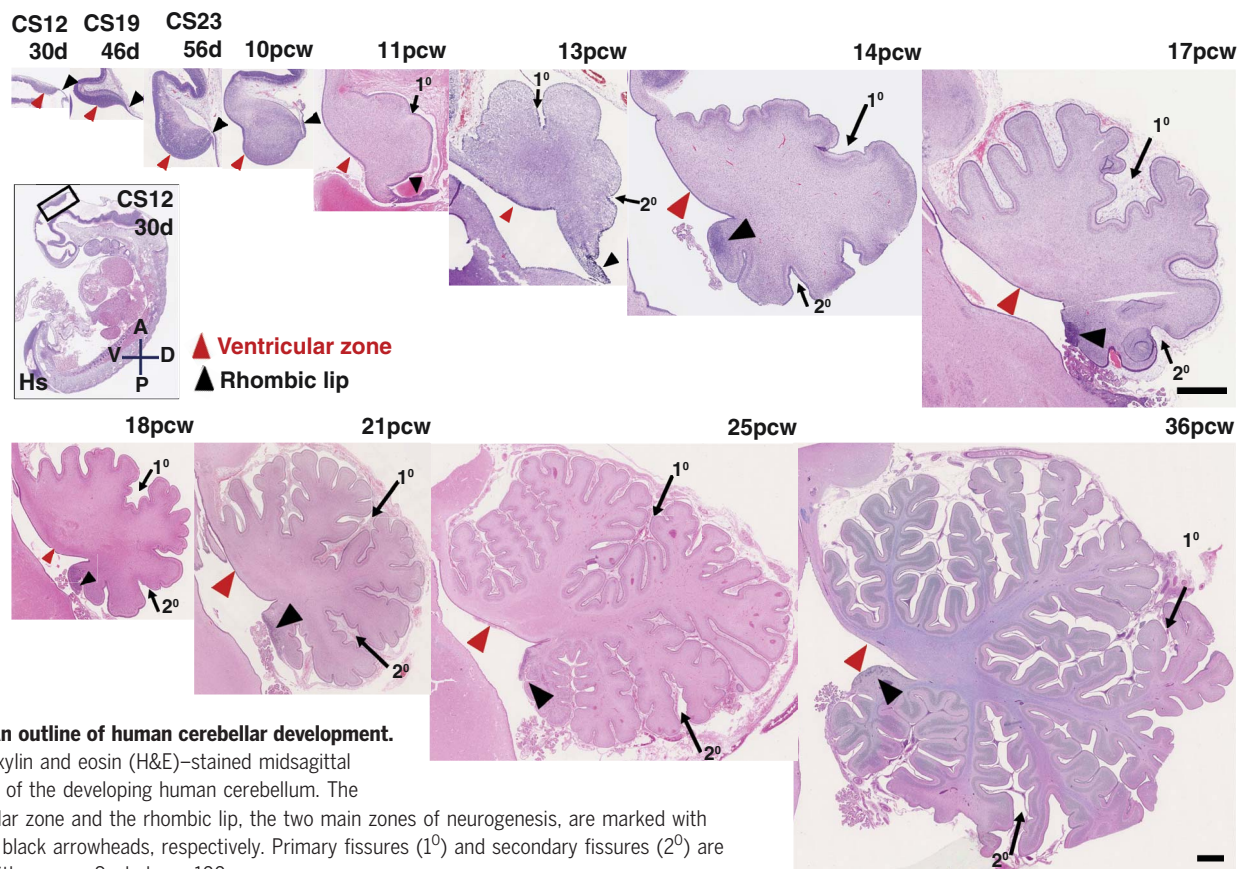 CS12 CS19 CS23
30d 46d 56d 10pcw 11pcw 13pcw 14pcw 17pcw
1⁰
1⁰
1⁰
1⁰
2⁰
2⁰
2⁰
CS12
30d
A
V D
P
Hs
Ventricular zone
Rhombic lip
18pcw 21pcw 25pcw 36pcw
1⁰
1⁰
1⁰
1⁰
2⁰
2⁰
2⁰
2⁰
n outline of human cerebellar development.
xylin and eosin (H&E)–stained midsagittal
of the developing human cerebellum. The
lar zone and the rhombic lip, the two main zones of neurogenesis, are marked with
black arrowheads, respectively. Primary fissures (1⁰) and secondary fissures (2⁰) are